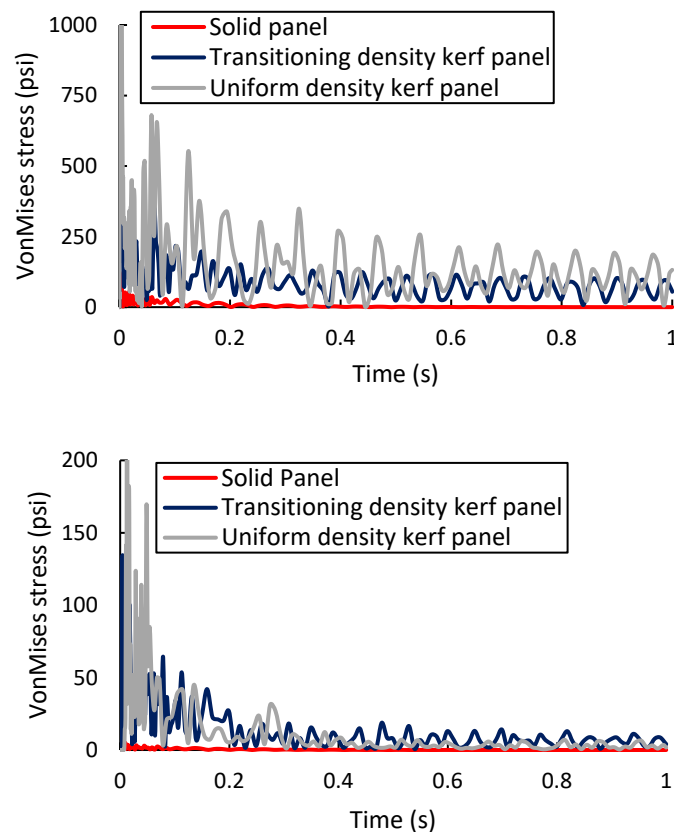 1000
750
500
250
0
VonMises stress (psi)
Solid panel
Transitioning density kerf panel
Uniform density kerf panel
0 0.2 0.4 0.6 0.8 1
Time (s)
200
150
100
50
0
VonMises stress (psi)
Solid Panel
Transitioning density kerf panel
Uniform density kerf panel
0 0.2 0.4 0.6 0.8 1
Time (s)